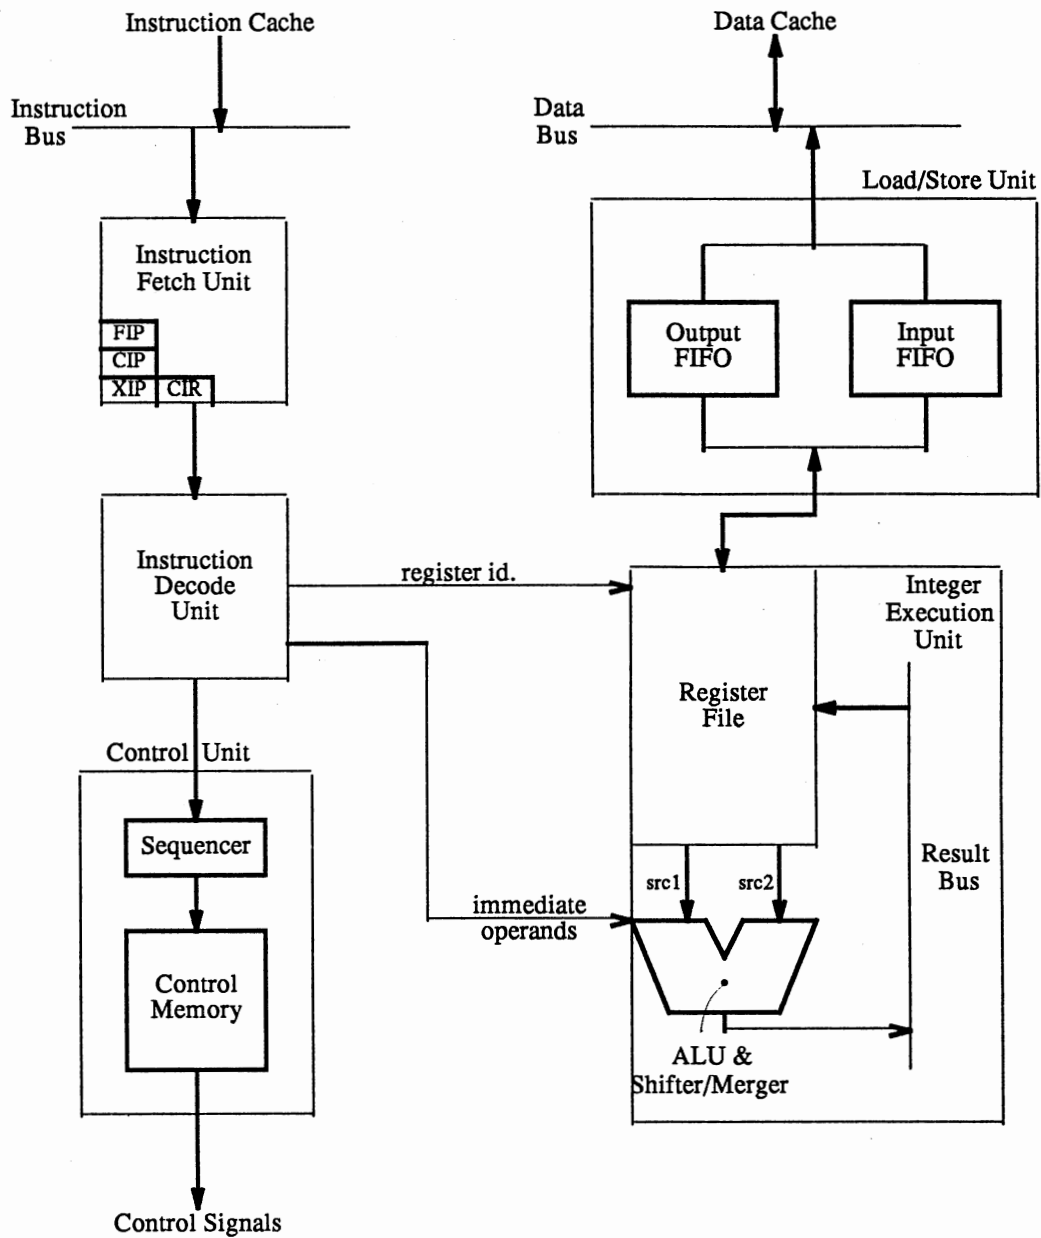 Instruction Cache
Data Cache
Instruction
Bus
Data
Bus
Load/Store Unit
Instruction
Fetch Unit
FIP
CIP
XIP CIR
Output
FIFO
Input
FIFO
Instruction
Decode
Unit
register id.
Integer
Execution
Unit
Register
File
Control Unit
Sequencer
Result
Bus
src1 src2
immediate
operands
Control
Memory
ALU &
Shifter/Merger
Control Signals